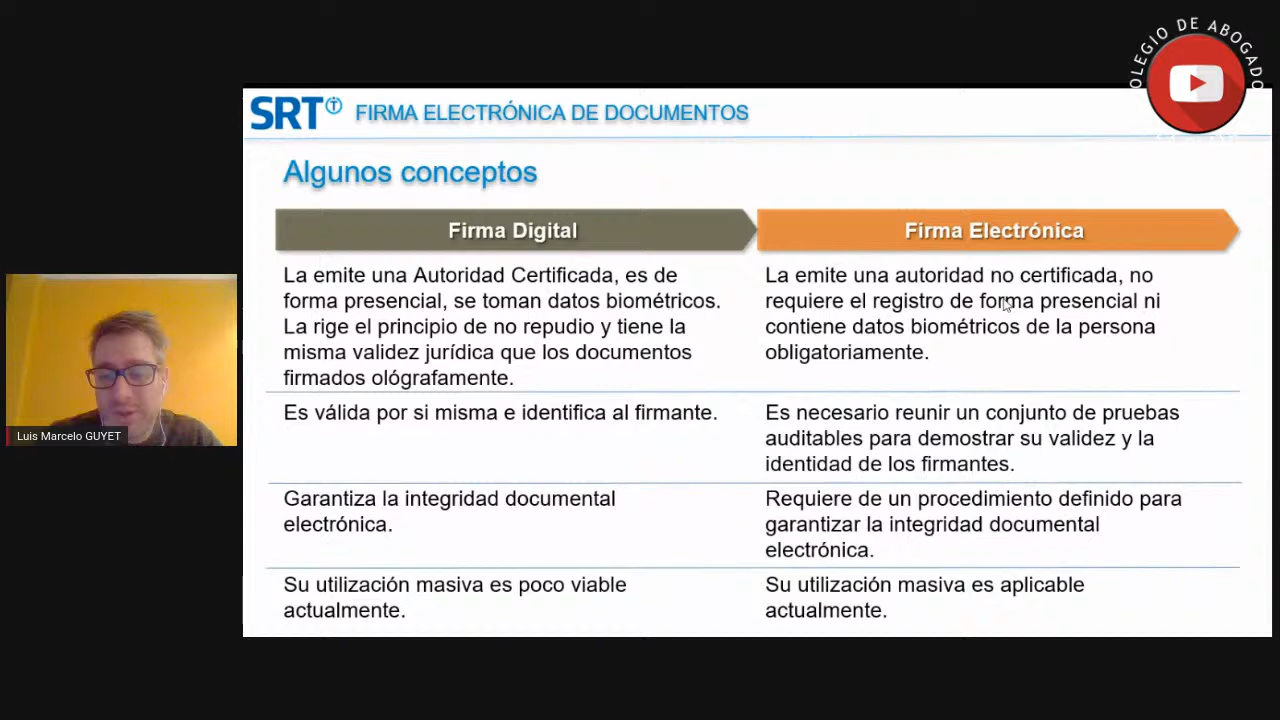 OLEGIO DE ABOGADO
SRT
FIRMA ELECTRÓNICA DE DOCUMENTOS
Algunos conceptos
Firma Digital
La emite una Autoridad Certificada, es de
forma presencial, se toman datos biométricos.
La rige el principio de no repudio y tiene la
misma validez jurídica que los documentos
firmados ológrafamente.
Es válida por si misma e identifica al firmante.
Garantiza la integridad documental
electrónica.
Su utilización masiva es poco viable
actualmente.
Firma Electrónica
La emite una autoridad no certificada, no
requiere el registro de forma presencial ni
contiene datos biométricos de la persona
obligatoriamente.
Es necesario reunir un conjunto de pruebas
auditables para demostrar su validez y la
identidad de los firmantes.
Requiere de un procedimiento definido para
garantizar la integridad documental
electrónica.
Su utilización masiva es aplicable
actualmente.
Luis Marcelo GUYET